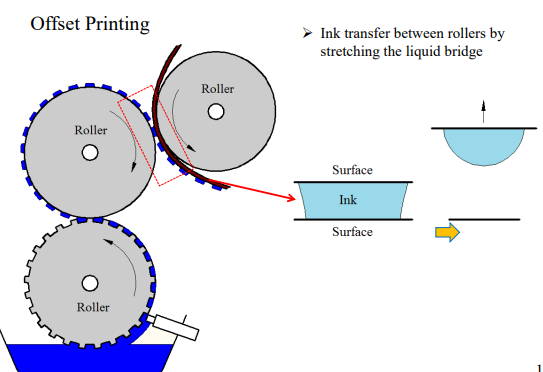 Offset Printing
➢ Ink transfer between rollers by
stretching the liquid bridge
Roller
Roller
Surface
Ink
Surface
Roller
1